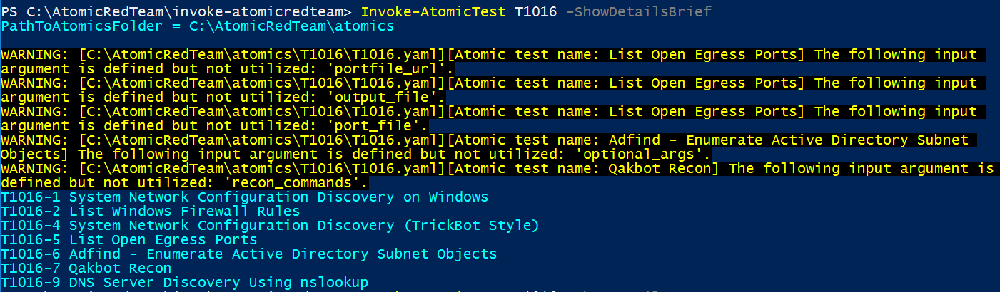 PS C:\AtomicRedTeam\invoke-atomicredteam> Invoke-AtomicTest T1016 -ShowDetailsBrief
PathToAtomicsFolder = C:\AtomicRedTeam\atomics
WARNING: [C:\AtomicRedTeam\atomics\T1016\T1016.yaml][Atomic test name: List Open Egress Ports] The following input
argument is defined but not utilized: 'portfile_url'.
WARNING: [C:\AtomicRedTeam\atomics\T1016\T1016.yaml][Atomic test name: List Open Egress Ports] The following input
argument is defined but not utilized: 'output_file'.
WARNING: [C:\AtomicRedTeam\atomics\T1016\T1016.yaml][Atomic test name: List Open Egress Ports] The following input
argument is defined but not utilized: 'port_file'.
WARNING: [C:\AtomicRedTeam\atomics\T1016\T1016.yaml][Atomic test name: Adfind - Enumerate Active Directory Subnet
Objects] The following input argument is defined but not utilized: 'optional_args'.
WARNING: [C:\AtomicRedTeam\atomics\T1016\T1016.yaml][Atomic test name: Qakbot Recon] The following input argument is
defined but not utilized: 'recon_commands'.
T1016-1 System Network Configuration Discovery on Windows
T1016-2 List Windows Firewall Rules
T1016-4 System Network Configuration Discovery (TrickBot Style)
T1016-5 List Open Egress Ports
T1016-6 Adfind - Enumerate Active Directory Subnet Objects
T1016-7 Qakbot Recon
T1016-9 DNS Server Discovery Using nslookup